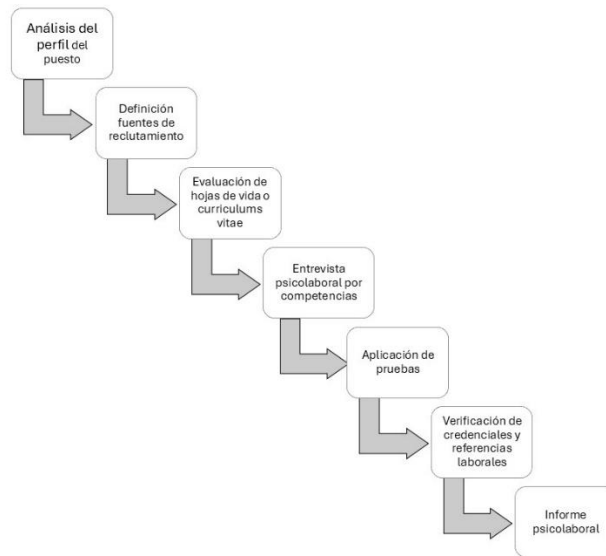 Análisis del
perfil del
puesto
Definición
fuentes de
reclutamiento
Evaluación de
hojas de vida o
curriculums
vitae
Entrevista
psicolaboral por
competencias
Aplicación de
pruebas
Verificación de
credenciales y
referencias
laborales
Informe
psicolaboral